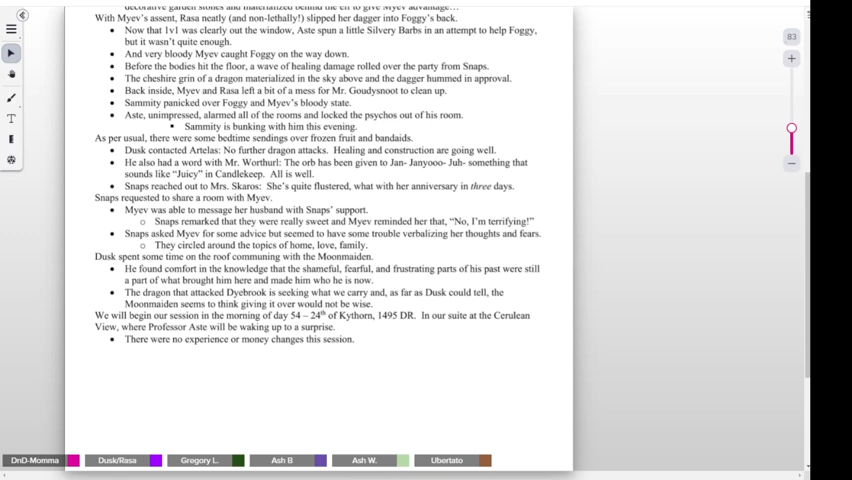 decorative garden stones and materialized behind the elf to give Myev advantage…
With Myev's assent, Rasa neatly (and non-lethally!) slipped her dagger into Foggy's back.
• Now that 1v1 was clearly out the window, Aste spun a little Silvery Barbs in an attempt to help Foggy,
but it wasn't quite enough.
• And very bloody Myev caught Foggy on the way down.
• Before the bodies hit the floor, a wave of healing damage rolled over the party from Snaps.
• The cheshire grin of a dragon materialized in the sky above and the dagger hummed in approval.
• Back inside, Myev and Rasa left a bit of a mess for Mr. Goudysnoot to clean up.
• Sammity panicked over Foggy and Myev's bloody state.
• Aste, unimpressed, alarmed all of the rooms and locked the psychos out of his room.
▪ Sammity is bunking with him this evening.
As per usual, there were some bedtime sendings over frozen fruit and bandaids.
• Dusk contacted Artelas: No further dragon attacks. Healing and construction are going well.
• He also had a word with Mr. Worthurl: The orb has been given to Jan- Janyooo- Juh- something that
sounds like "Juicy" in Candlekeep. All is well.
• Snaps reached out to Mrs. Skaros: She's quite flustered, what with her anniversary in three days.
Snaps requested to share a room with Myev.
• Myev was able to message her husband with Snaps' support.
o Snaps remarked that they were really sweet and Myev reminded her that, "No, I'm terrifying!"
• Snaps asked Myev for some advice but seemed to have some trouble verbalizing her thoughts and fears.
o They circled around the topics of home, love, family.
Dusk spent some time on the roof communing with the Moonmaiden.
• He found comfort in the knowledge that the shameful, fearful, and frustrating parts of his past were still
a part of what brought him here and made him who he is now.
• The dragon that attacked Dyebrook is seeking what we carry and, as far as Dusk could tell, the
Moonmaiden seems to think giving it over would not be wise.
We will begin our session in the morning of day 54 – 24th of Kythorn, 1495 DR. In our suite at the Cerulean
View, where Professor Aste will be waking up to a surprise.
• There were no experience or money changes this session.
83
DnD-Momma
Dusk/Rasa
Gregory L.
Ash B
Ash W.
Ubertato